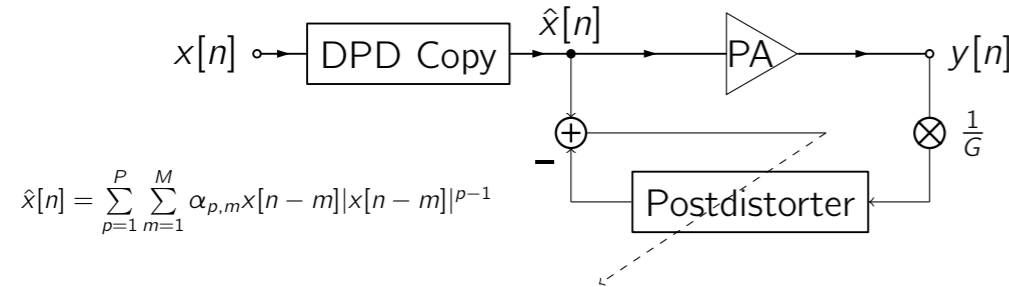 x[n] DPD Copy x̂[n] PA y[n]
+ 1/G
−
x̂[n] = ∑_{p=1}^{P} ∑_{m=1}^{M} α_{p,m}x[n − m]|x[n − m]|^{p−1}
Postdistorter